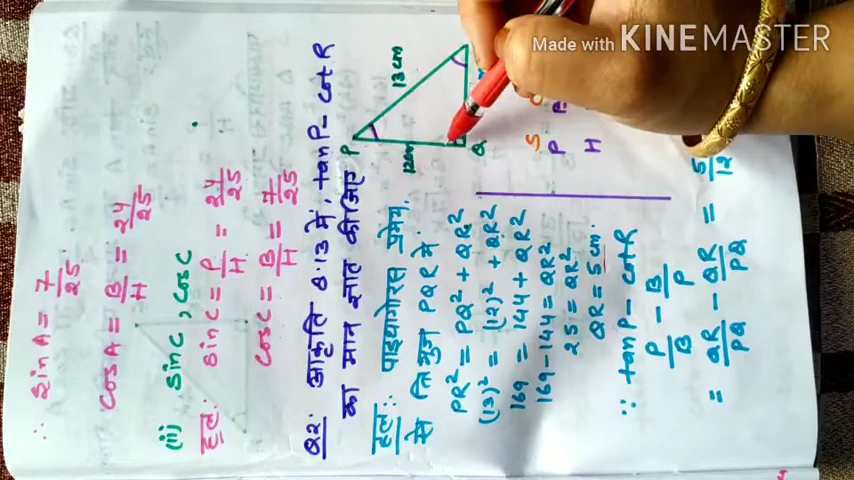 ∴ sin A = 7/25
cos A = B/H = 24/25
(ii) sin C, cos C
हल: sin C = P/H = 24/25
cos C = B/H = 7/25
Q2. आकृति 8.13 में, tan P - cot R
का मान ज्ञात कीजिए
हल: पाइथागोरस प्रमेय
से त्रिभुज PQR में
PR² = PQ² + QR²
(13)² = (12)² + QR²
169 = 144 + QR²
169 - 144 = QR²
25 = QR²
QR = 5 cm.
∵ tan P - cot R
P/B - B/P
= QR/PQ - QR/PQ = 5/12
P
13 cm
12cm
Q
S
P
H
Made with KINEMASTER